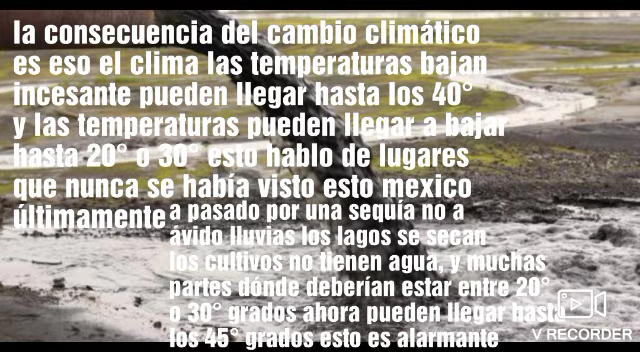 la consecuencia del cambio climático
es eso el clima las temperaturas bajan
incesante pueden llegar hasta los 40°
y las temperaturas pueden llegar a bajar
hasta 20° o 30° esto hablo de lugares
que nunca se había visto esto mexico
últimamente a pasado por una sequía no a
ávido lluvias los lagos se secan
los cultivos no tienen agua, y muchas
partes dónde deberían estar entre 20°
o 30° grados ahora pueden llegar hasta
los 45° grados esto es alarmante
V RECORDER